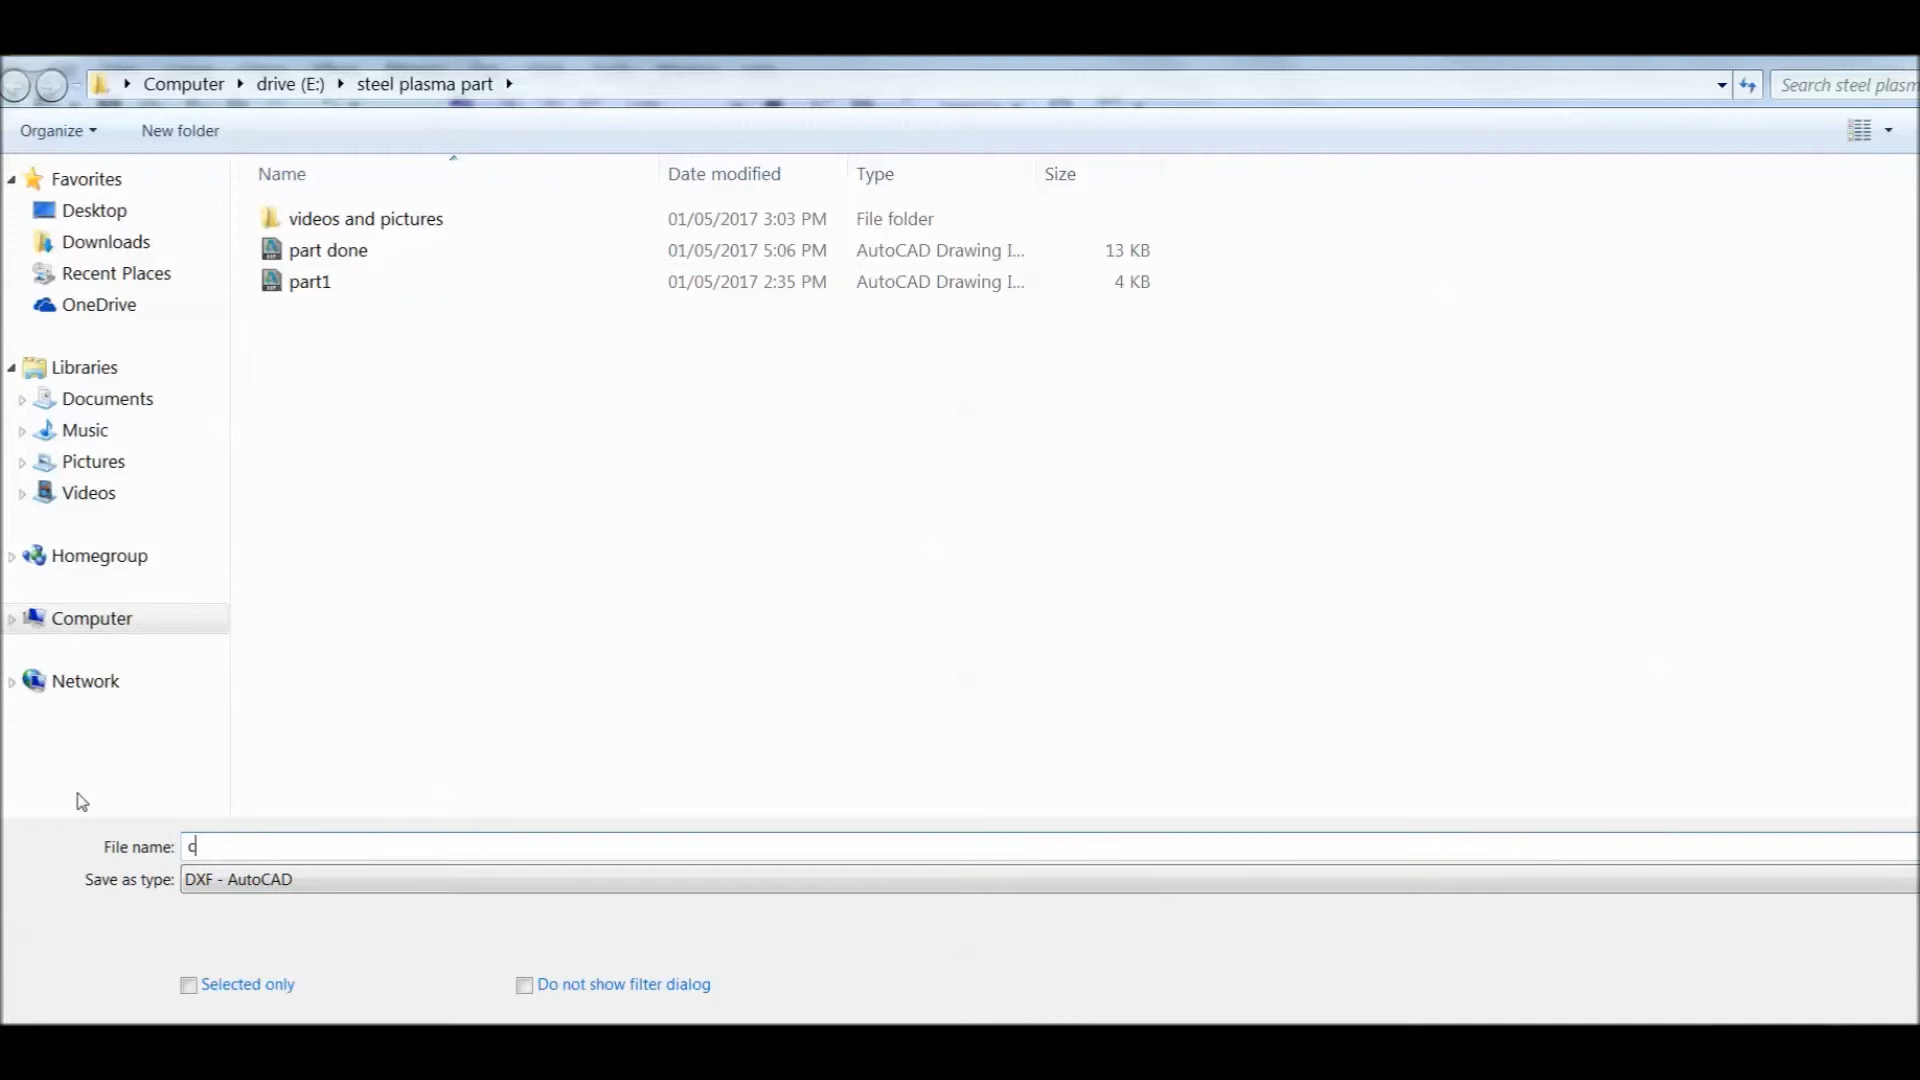 Computer drive (E:) steel plasma part
Search steel plasm
Organize New folder
Name Date modified Type Size
videos and pictures 01/05/2017 3:03 PM File folder
part done 01/05/2017 5:06 PM AutoCAD Drawing I... 13 KB
part1 01/05/2017 2:35 PM AutoCAD Drawing I... 4 KB
Favorites
Desktop
Downloads
Recent Places
OneDrive
Libraries
Documents
Music
Pictures
Videos
Homegroup
Computer
Network
File name: c
Save as type: DXF - AutoCAD
Selected only Do not show filter dialog